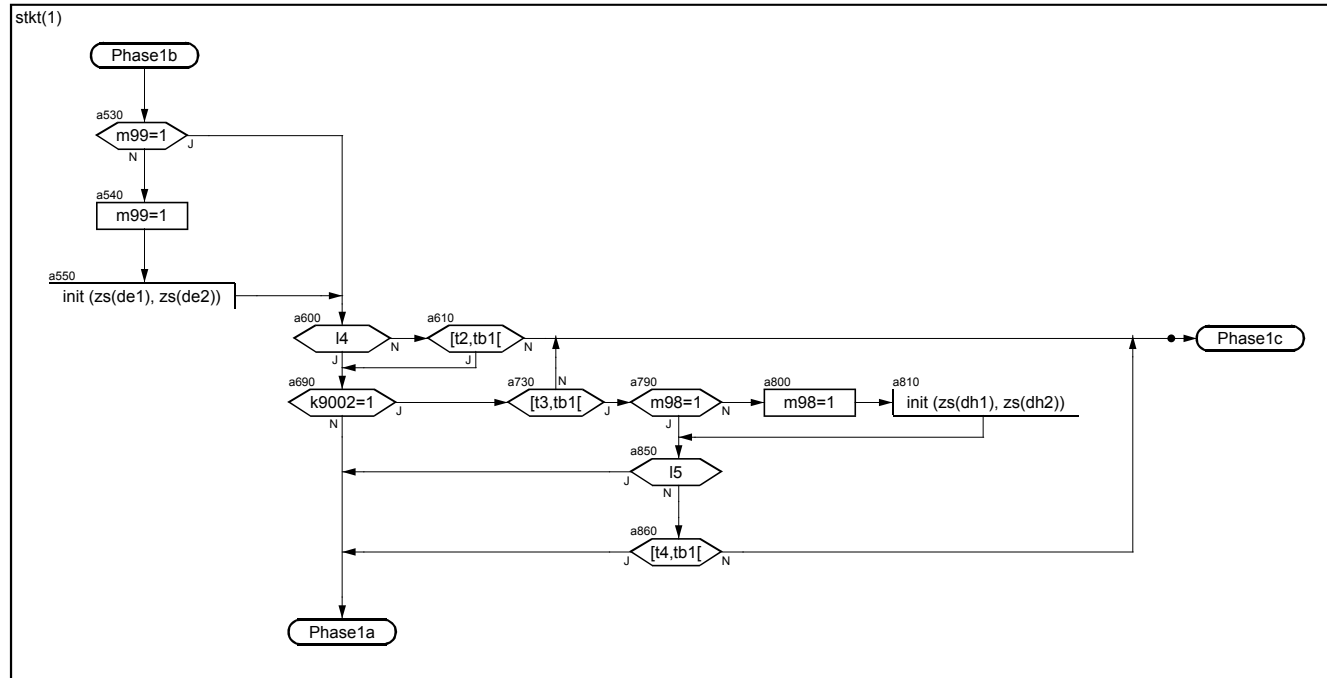 stkt(1)
Phase1b
a530
m99=1
J
N
a540
m99=1
a550
init (zs(de1), zs(de2))
a600
l4
N
J
a610
[t2,tb1[
N
J
Phase1c
a690
k9002=1
J
N
a730
N
[t3,tb1[
J
a790
m98=1
N
J
a800
m98=1
a810
init (zs(dh1), zs(dh2))
a850
l5
J
N
a860
[t4,tb1[
J
N
Phase1a